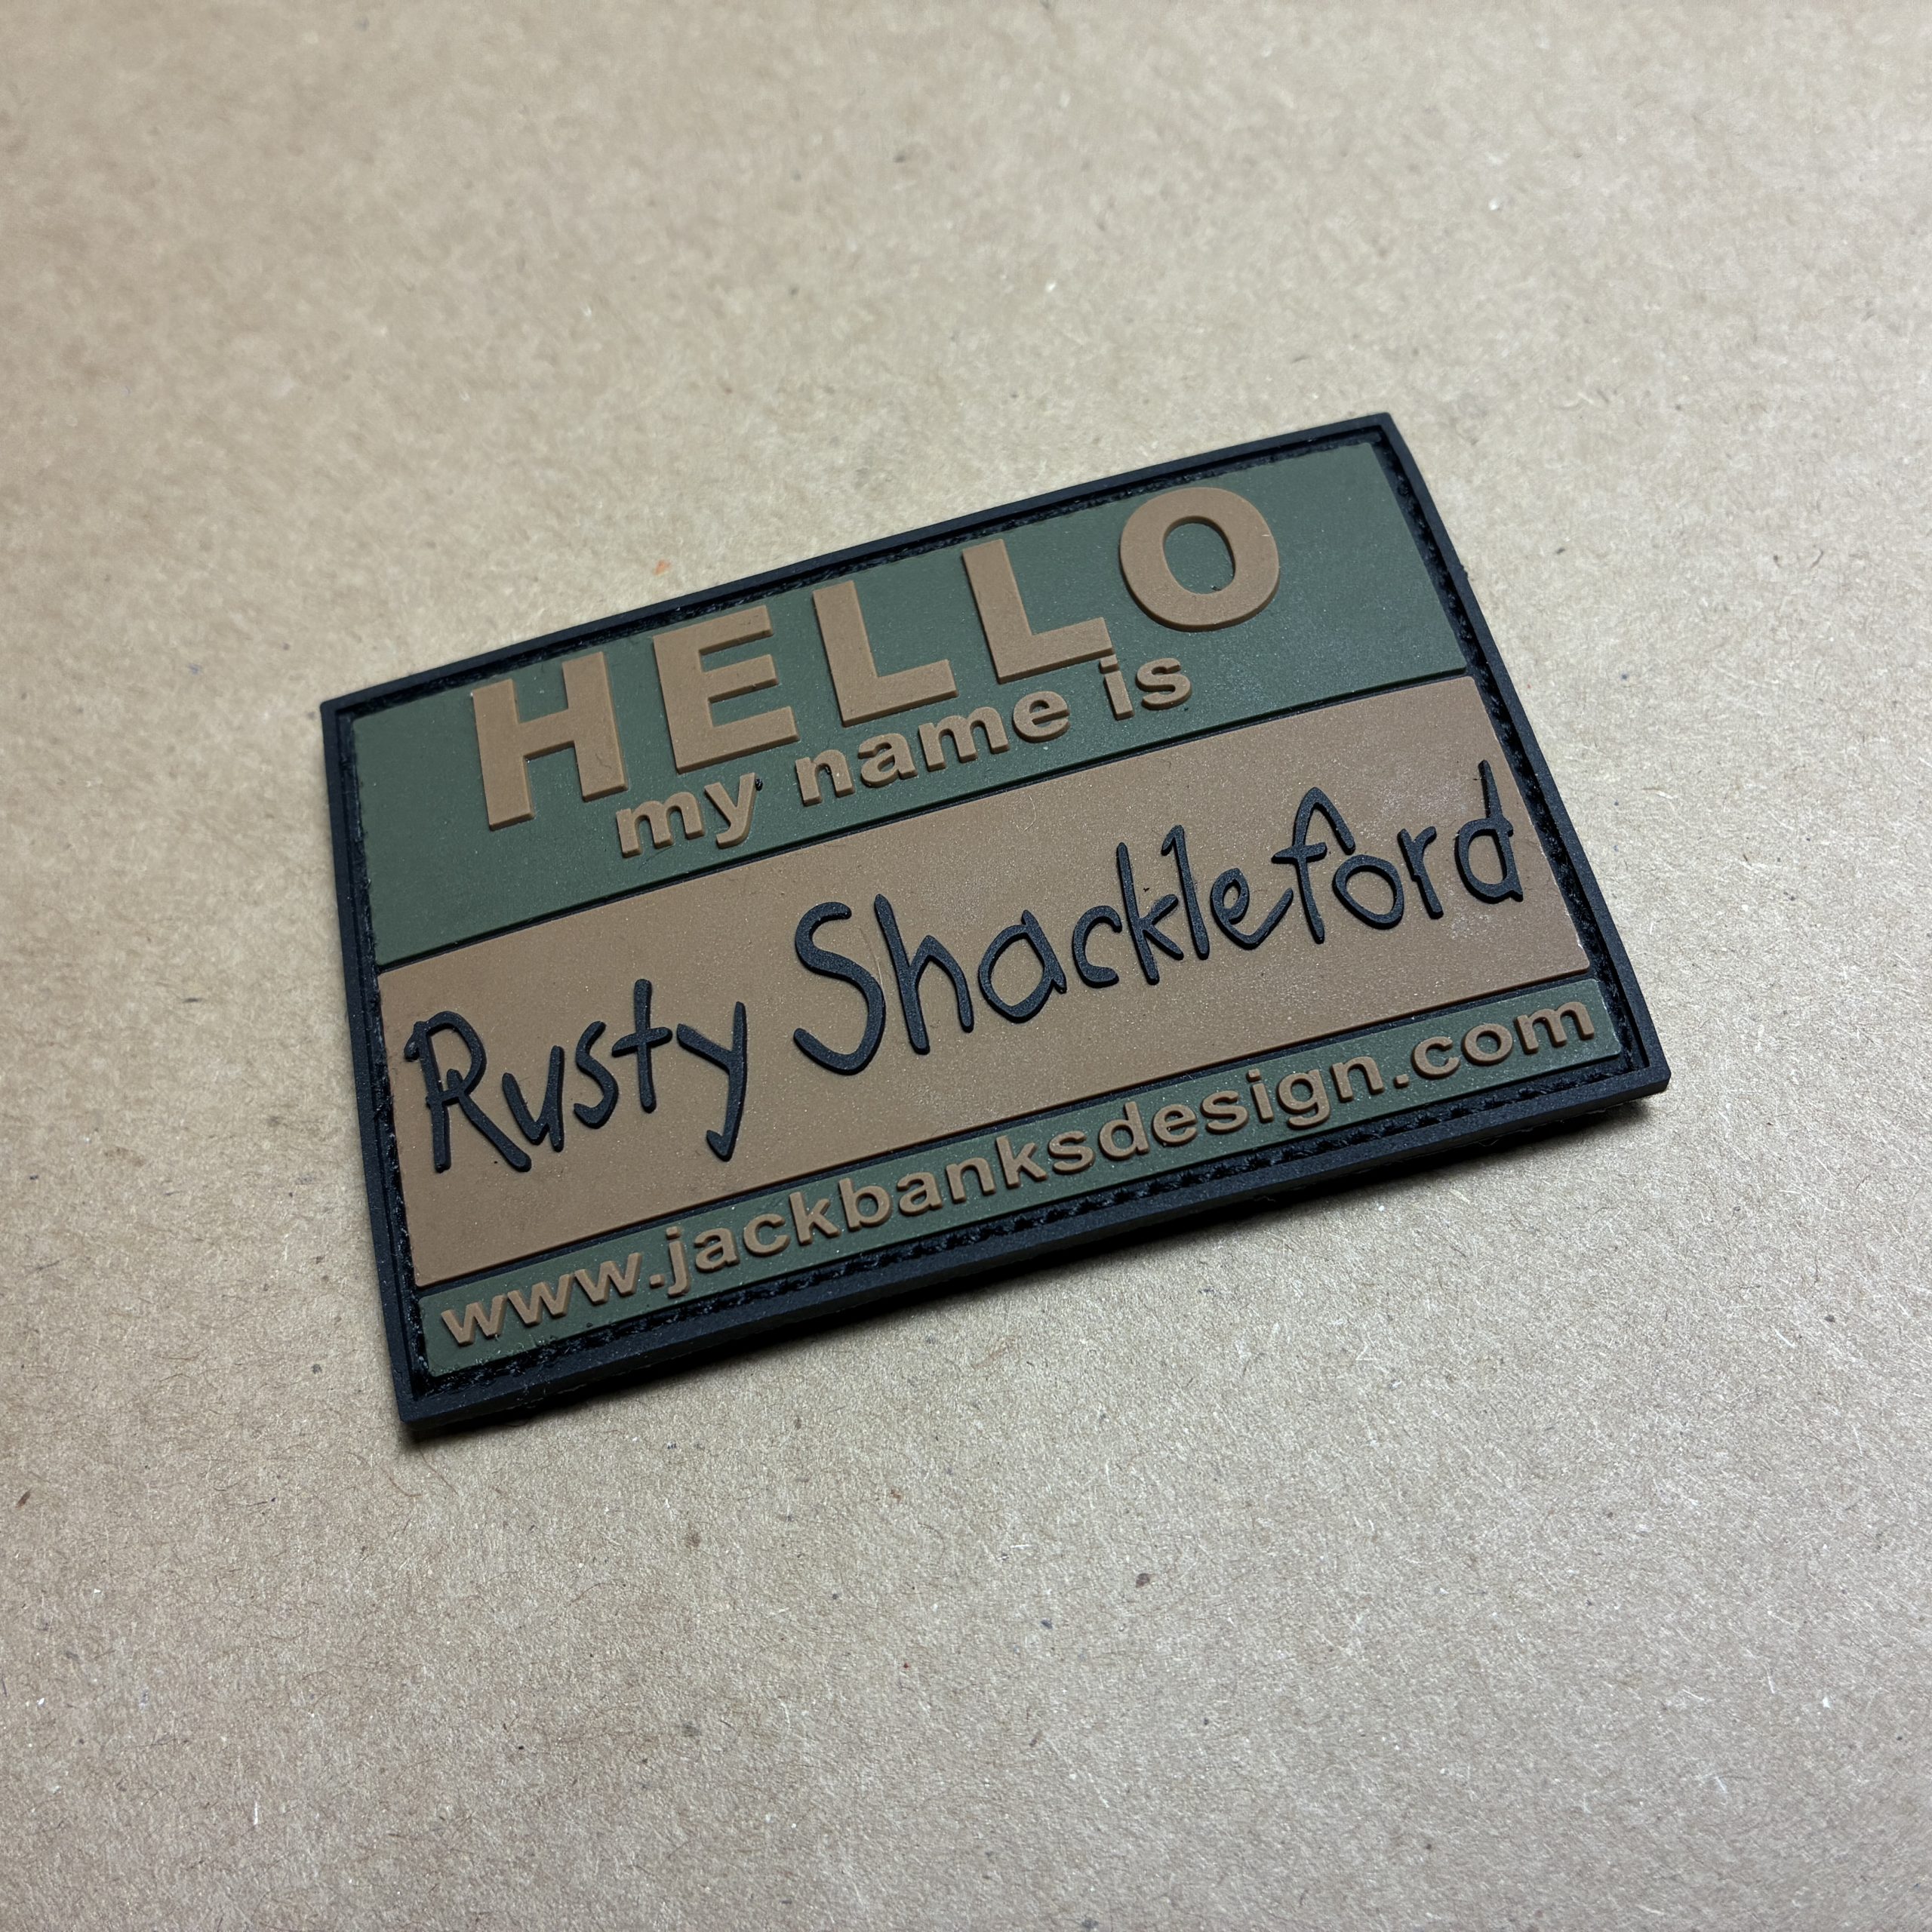 HELLO
my name is
Rusty Shackleford
www.jackbanksdesign.com